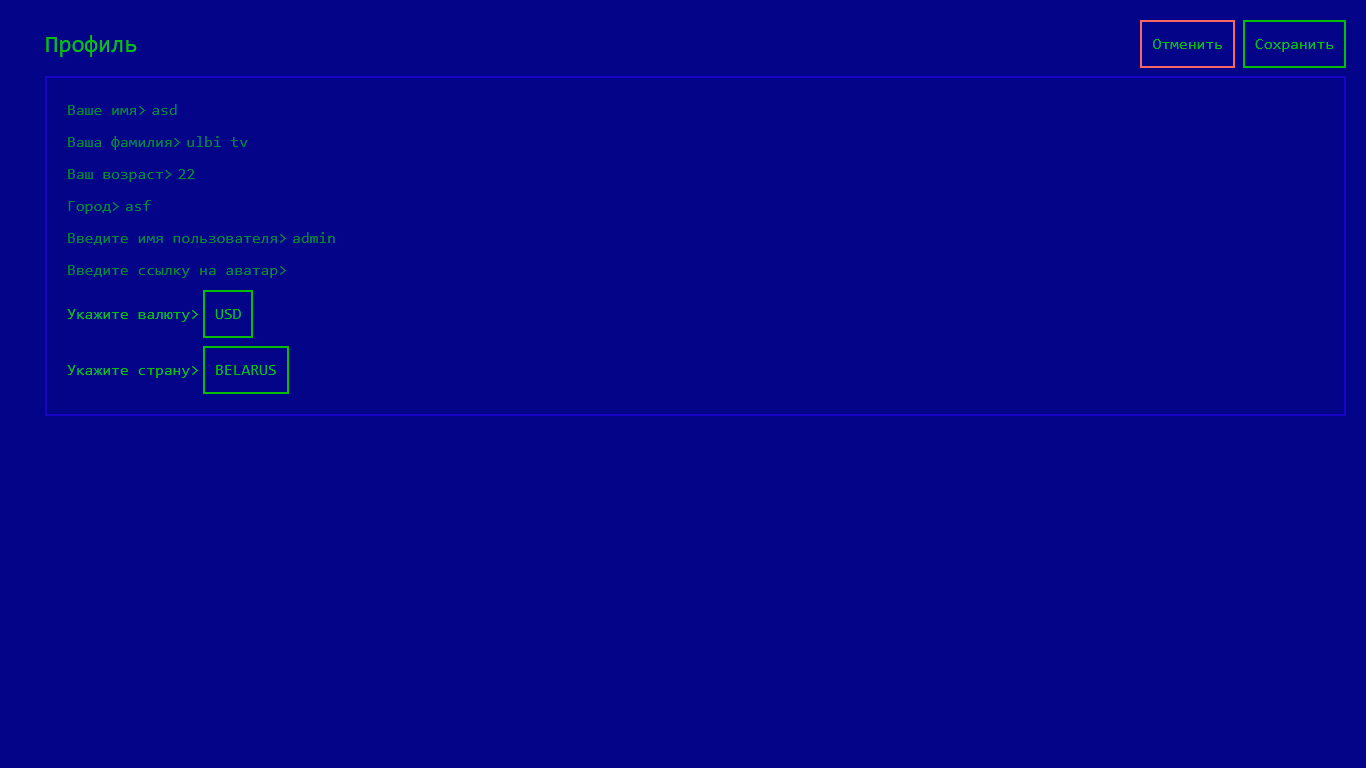 Профиль
Отменить
Сохранить
Ваше имя> asd
Ваша фамилия> ulbi tv
Ваш возраст> 22
Город> asf
Введите имя пользователя> admin
Введите ссылку на аватар>
Укажите валюту> USD
Укажите страну> BELARUS